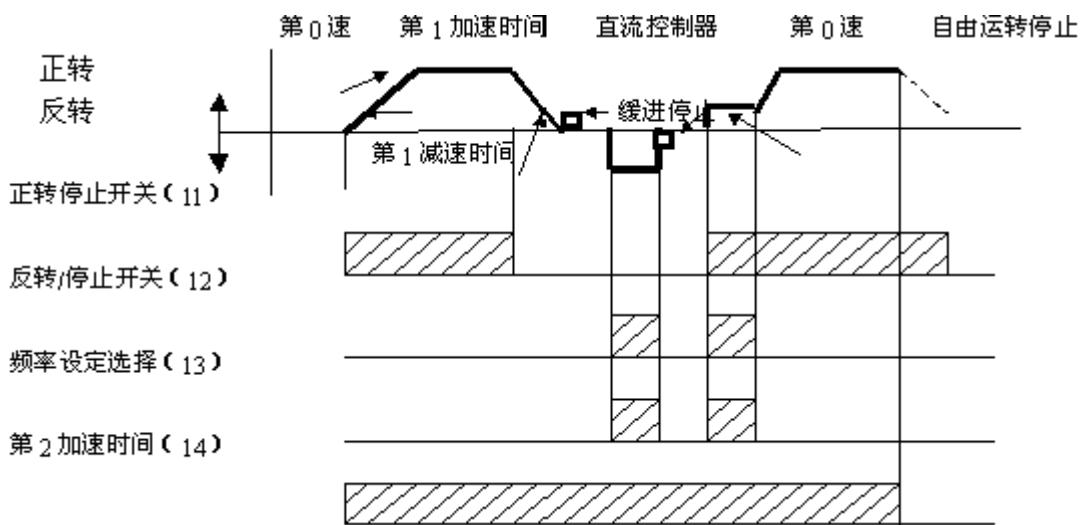 第0速 第1加速时间 直流控制器 第0速 自由运转停止
正转
反转
缓进停止
第1减速时间
正转停止开关(11)
反转/停止开关(12)
频率设定选择(13)
第2加速时间(14)